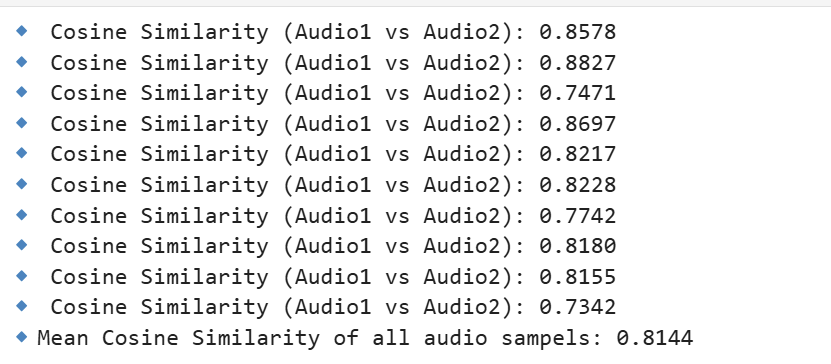 🔹 Cosine Similarity (Audio1 vs Audio2): 0.8578
🔹 Cosine Similarity (Audio1 vs Audio2): 0.8827
🔹 Cosine Similarity (Audio1 vs Audio2): 0.7471
🔹 Cosine Similarity (Audio1 vs Audio2): 0.8697
🔹 Cosine Similarity (Audio1 vs Audio2): 0.8217
🔹 Cosine Similarity (Audio1 vs Audio2): 0.8228
🔹 Cosine Similarity (Audio1 vs Audio2): 0.7742
🔹 Cosine Similarity (Audio1 vs Audio2): 0.8180
🔹 Cosine Similarity (Audio1 vs Audio2): 0.8155
🔹 Cosine Similarity (Audio1 vs Audio2): 0.7342
🔹Mean Cosine Similarity of all audio sampels: 0.8144